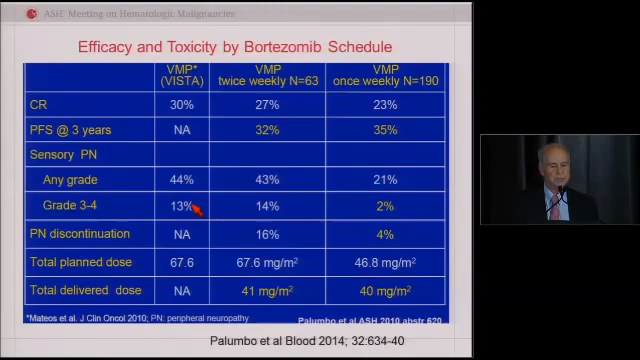 ASH Meeting on Hematologic Malignancies
Efficacy and Toxicity by Bortezomib Schedule
VMP* (VISTA) VMP twice weekly N=63 VMP once weekly N=190
CR 30% 27% 23%
PFS @ 3 years NA 32% 35%
Sensory PN
Any grade 44% 43% 21%
Grade 3-4 13% 14% 2%
PN discontinuation NA 16% 4%
Total planned dose 67.6 67.6 mg/m² 46.8 mg/m²
Total delivered dose NA 41 mg/m² 40 mg/m²
*Mateos et al. J Clin Oncol 2010; PN: peripheral neuropathy Palumbo et al ASH 2010 abstr 620
Palumbo et al Blood 2014; 32:634-40